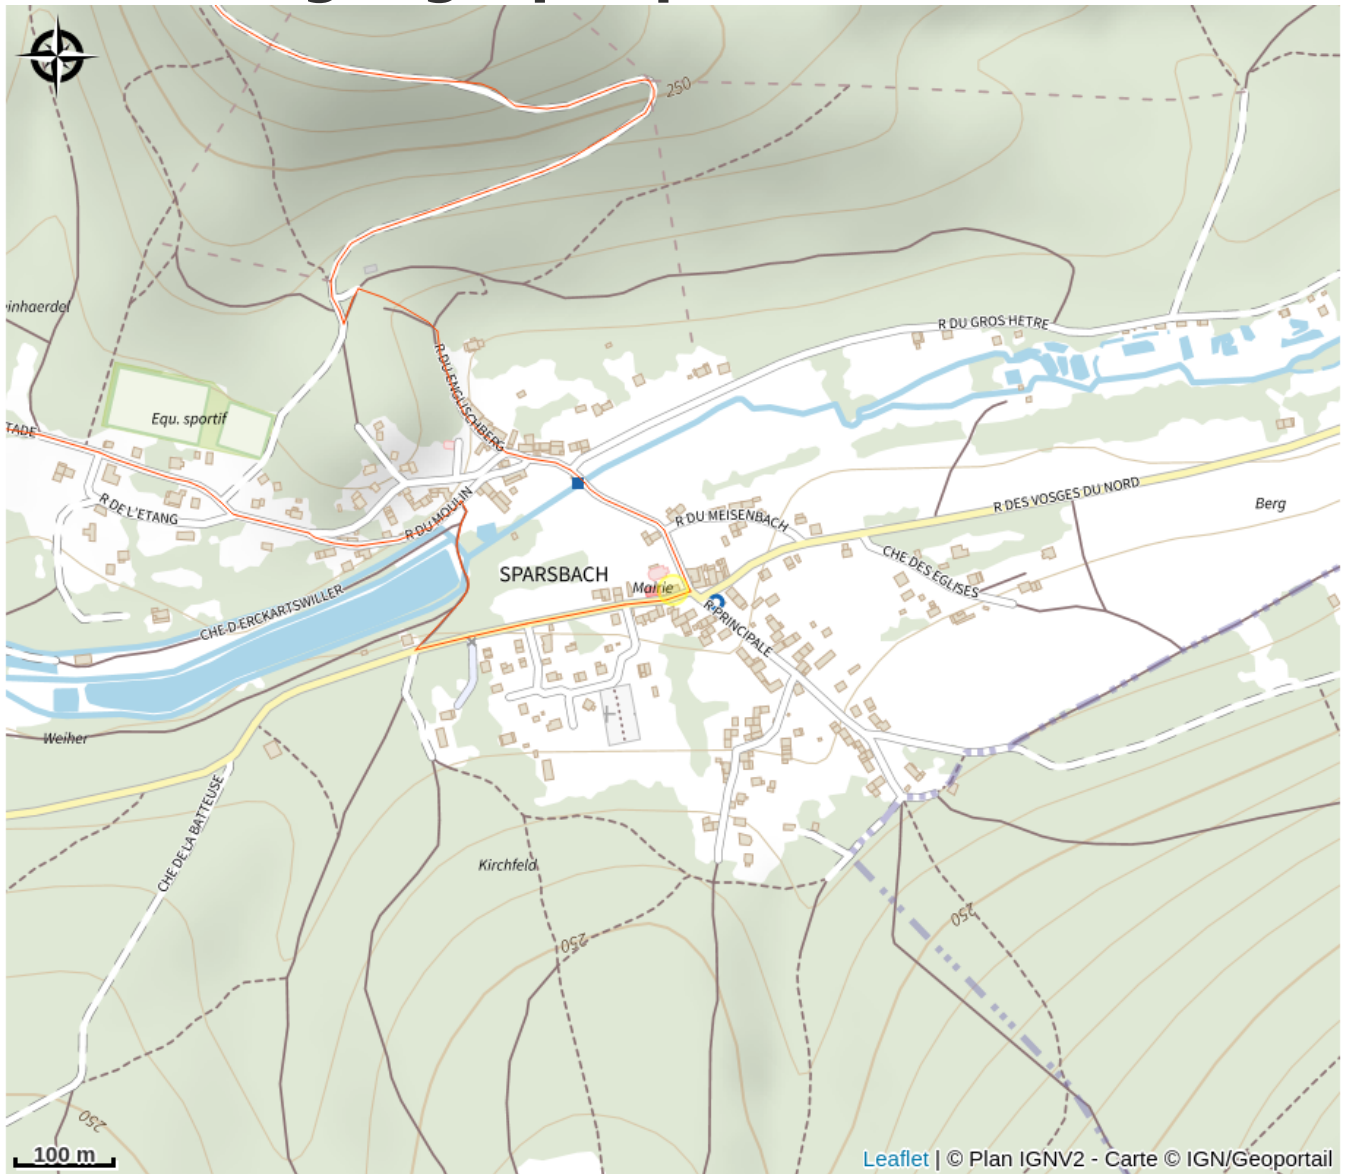 250
einhaerdel
R DU GROS HETRE
R DU ENGLISCHBERG
Equ. sportif
TADE
R DE L'ETANG
R DU MOULIN
R DU MEISENBACH
R DES VOSGES DU NORD
Berg
CHE DES EGLISES
SPARSBACH
Mairie
CHE D ERCKARTSWILLER
R PRINCIPALE
Weiher
CHE DE LA BATTEUSE
Kirchfeld
250
250
250
100 m
Leaflet | © Plan IGNV2 - Carte © IGN/Geoportail